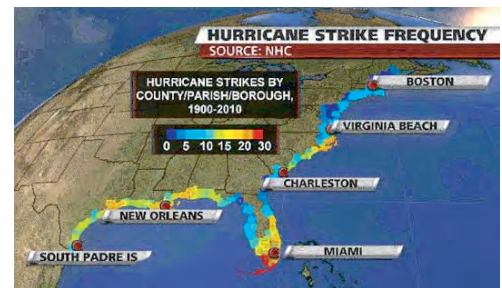 HURRICANE STRIKE FREQUENCY
SOURCE: NHC
HURRICANE STRIKES BY
COUNTY/PARISH/BOROUGH,
1900-2010
0 5 10 15 20 30
BOSTON
VIRGINIA BEACH
CHARLESTON
NEW ORLEANS
MIAMI
SOUTH PADRE IS